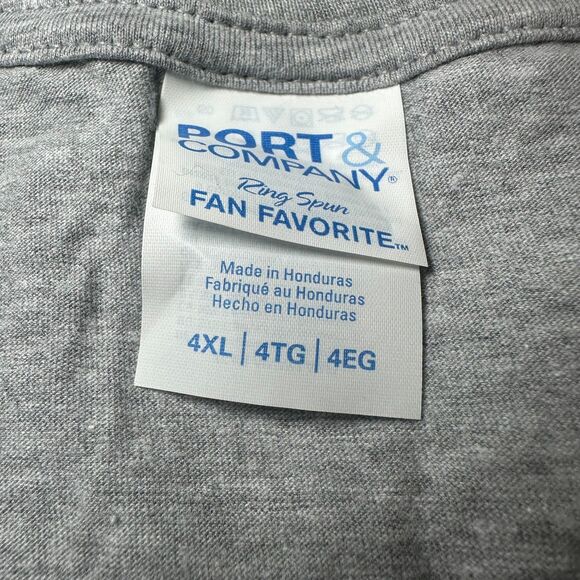 PORT &
COMPANY®
Ring Spun
FAN FAVORITE™
Made in Honduras
Fabriqué au Honduras
Hecho en Honduras
4XL | 4TG | 4EG